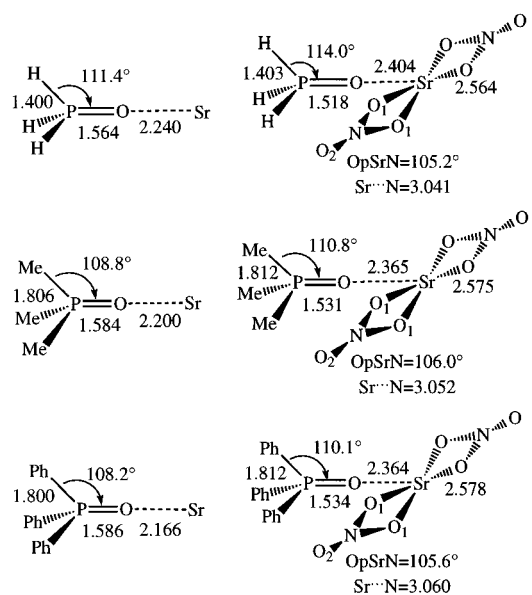 H 111.4°
1.400 P=O Sr
H 1.564 2.240
H
H 114.0°
1.403 P=O 2.404 Sr O N O
H 1.518 O 2.564
H O₁
N O₁
O₂
OpSrN=105.2°
Sr···N=3.041
Me 108.8°
1.806 P=O Sr
Me 1.584 2.200
Me
Me 110.8°
1.812 P=O 2.365 Sr O N O
Me 1.531 O 2.575
Me O₁
N O₁
O₂
OpSrN=106.0°
Sr···N=3.052
Ph 108.2°
1.800 P=O Sr
Ph 1.586 2.166
Ph
Ph 110.1°
1.812 P=O 2.364 Sr O N O
Ph 1.534 O 2.578
Ph O₁
N O₁
O₂
OpSrN=105.6°
Sr···N=3.060